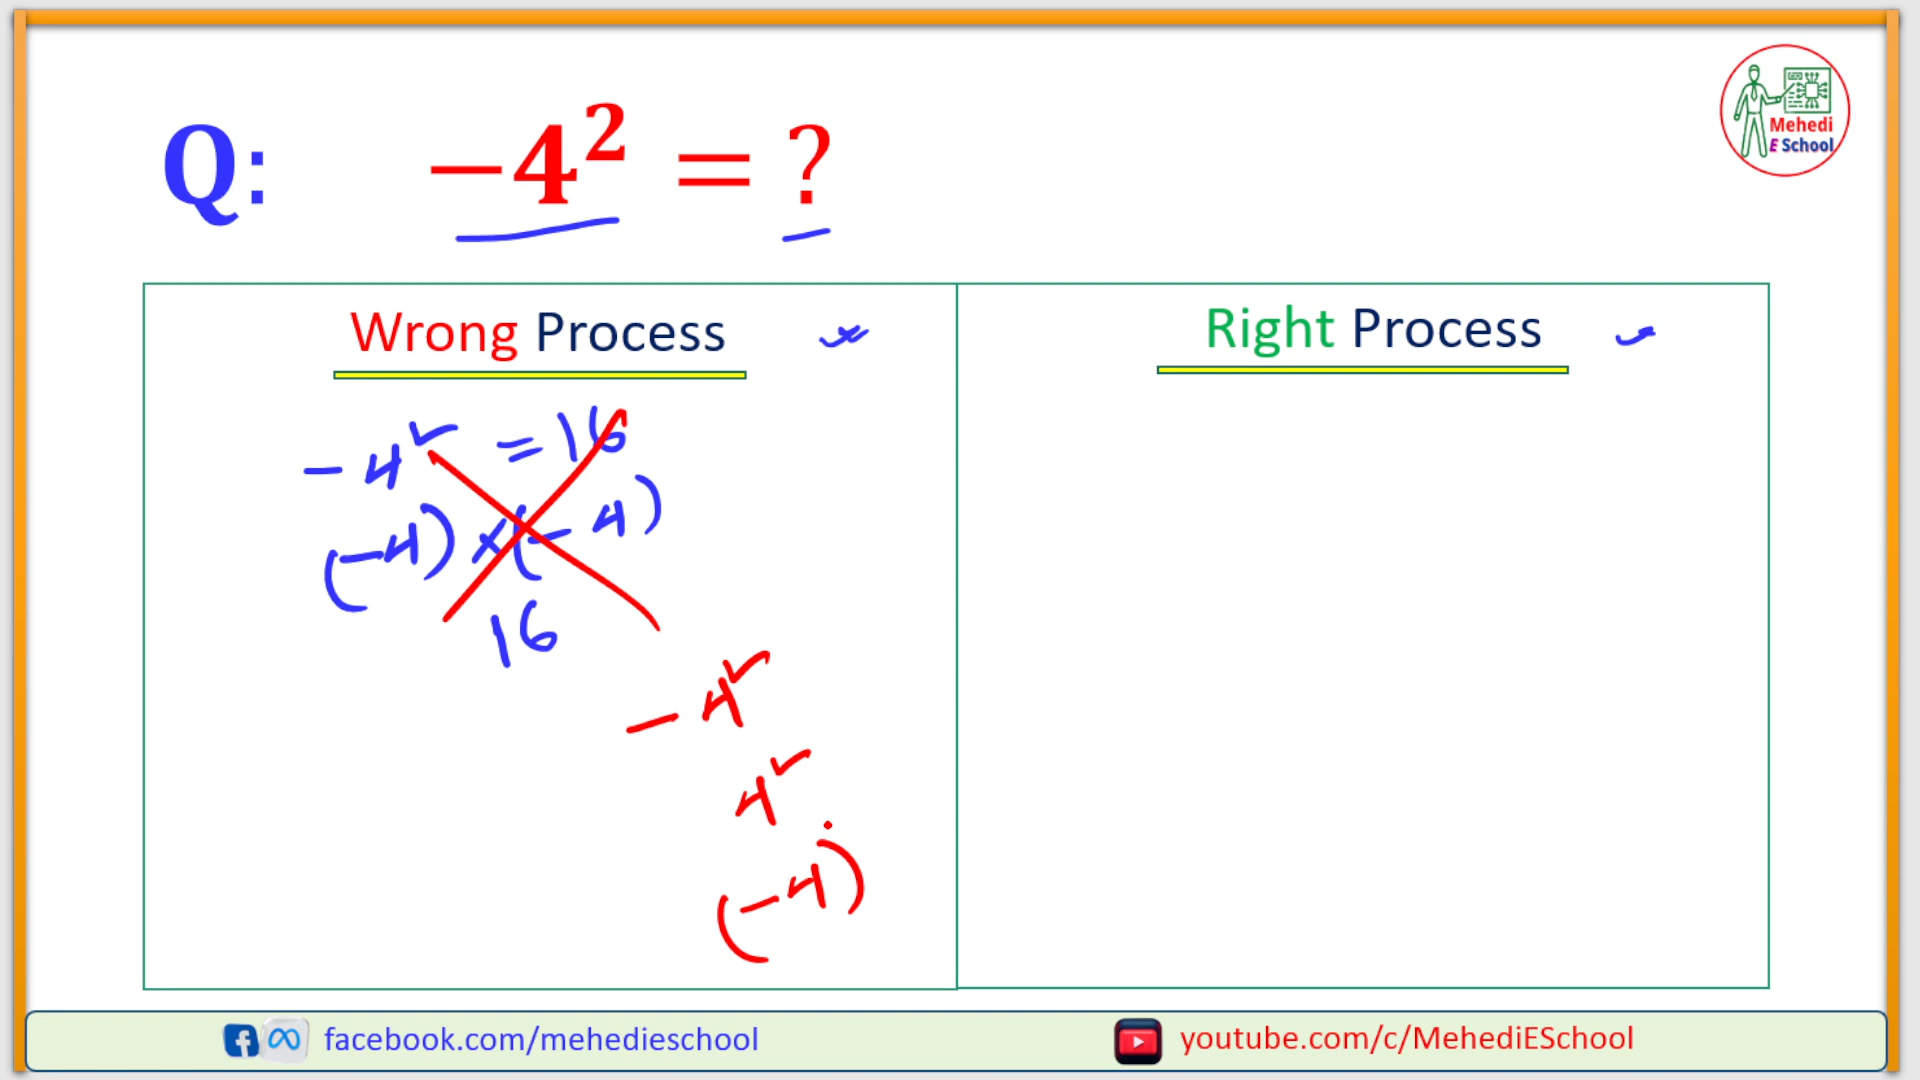 Q: −4² = ?
Mehedi
E School
Wrong Process
Right Process
−4² = 16
(−4) × (−4)
16
−4²
4²
(−4)
facebook.com/mehedieschool
youtube.com/c/MehediESchool